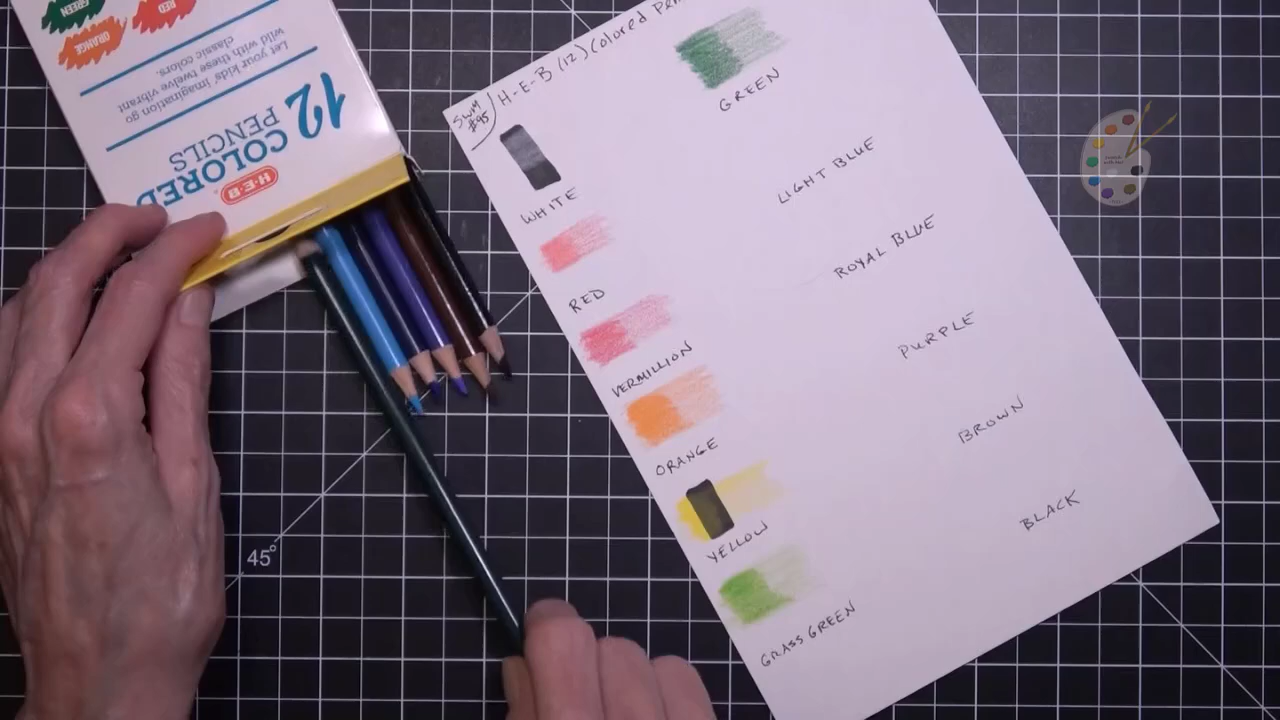 GREEN
RED
ORANGE
Let your kids' imagination go
wild with these twelve vibrant
classic colors.
12 COLORED
PENCILS
H-E-B
COLORED
SWM
#95
H-E-B (12) Colored Pen
WHITE
RED
VERMILLION
ORANGE
YELLOW
GRASS GREEN
GREEN
LIGHT BLUE
ROYAL BLUE
PURPLE
BROWN
BLACK
45°